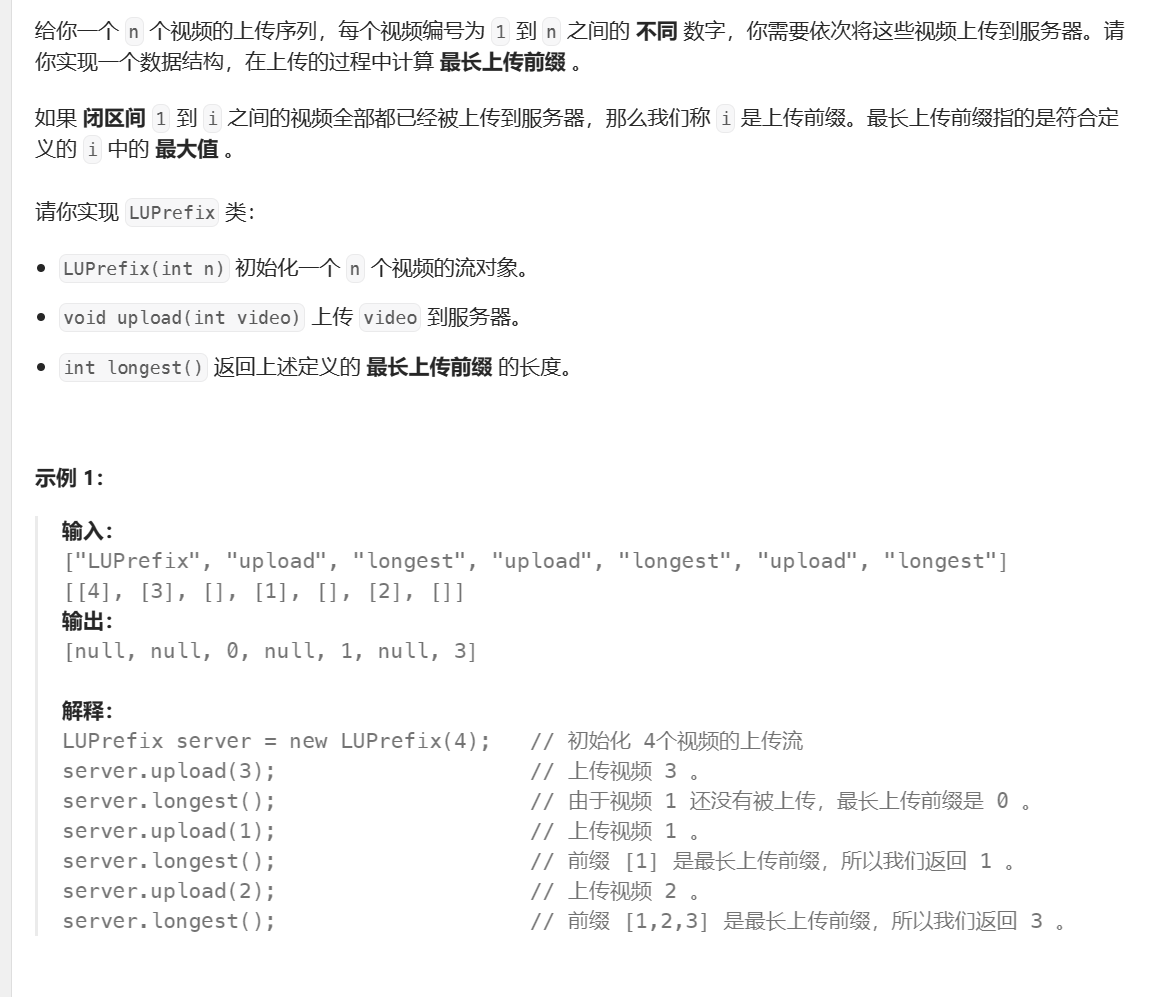 给你一个 n 个视频的上传序列，每个视频编号为 1 到 n 之间的 不同 数字，你需要依次将这些视频上传到服务器。请
你实现一个数据结构，在上传的过程中计算 最长上传前缀 。
如果 闭区间 1 到 i 之间的视频全部都已经被上传到服务器，那么我们称 i 是上传前缀。最长上传前缀指的是符合定
义的 i 中的 最大值 。
请你实现 LUPrefix 类：
• LUPrefix(int n) 初始化一个 n 个视频的流对象。
• void upload(int video) 上传 video 到服务器。
• int longest() 返回上述定义的 最长上传前缀 的长度。
示例 1：
输入：
["LUPrefix", "upload", "longest", "upload", "longest", "upload", "longest"]
[[4], [3], [], [1], [], [2], []]
输出：
[null, null, 0, null, 1, null, 3]
解释：
LUPrefix server = new LUPrefix(4);   // 初始化 4个视频的上传流
server.upload(3);                    // 上传视频 3 。
server.longest();                    // 由于视频 1 还没有被上传，最长上传前缀是 0 。
server.upload(1);                    // 上传视频 1 。
server.longest();                    // 前缀 [1] 是最长上传前缀，所以我们返回 1 。
server.upload(2);                    // 上传视频 2 。
server.longest();                    // 前缀 [1,2,3] 是最长上传前缀，所以我们返回 3 。